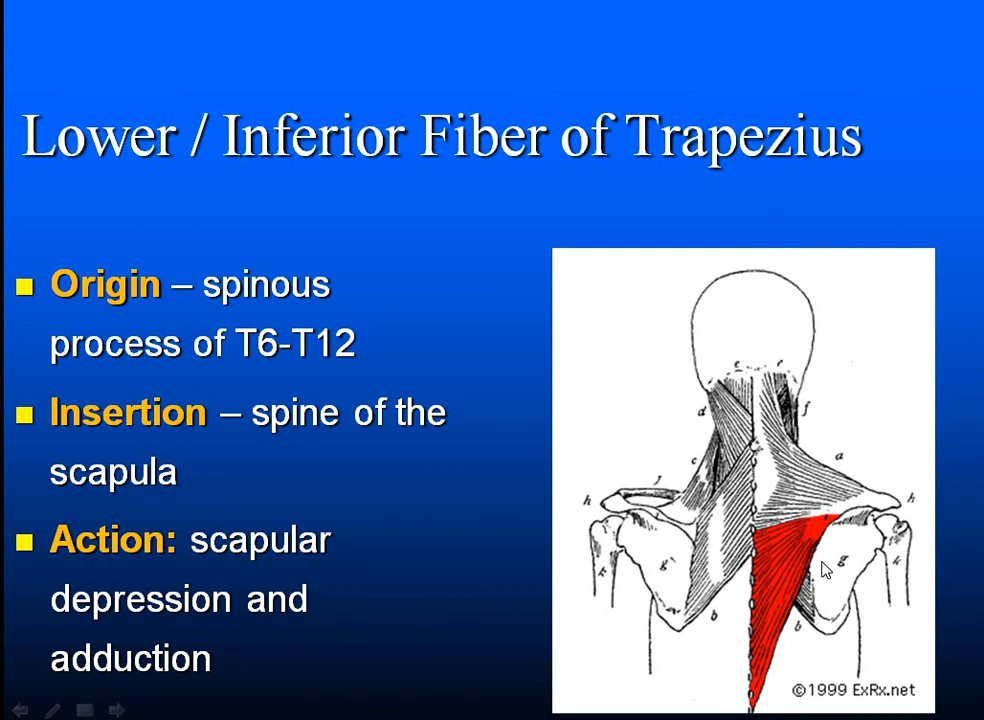 Lower / Inferior Fiber of Trapezius
Origin – spinous
process of T6-T12
Insertion – spine of the
scapula
Action: scapular
depression and
adduction
e e
d f
c a
j
h h
g g
k k
b b
©1999 ExRx.net